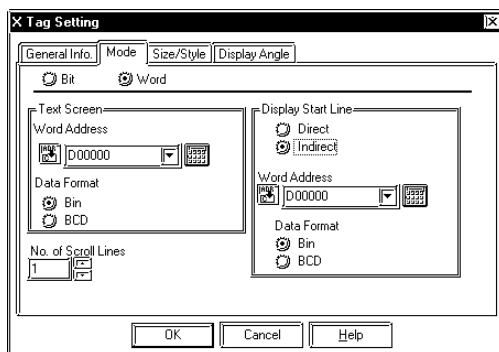 X Tag Setting
General Info. Mode Size/Style Display Angle
Bit Word
Text Screen
Word Address
D00000
Data Format
Bin
BCD
No. of Scroll Lines
1
Display Start Line
Direct
Indirect
Word Address
D00000
Data Format
Bin
BCD
OK Cancel Help